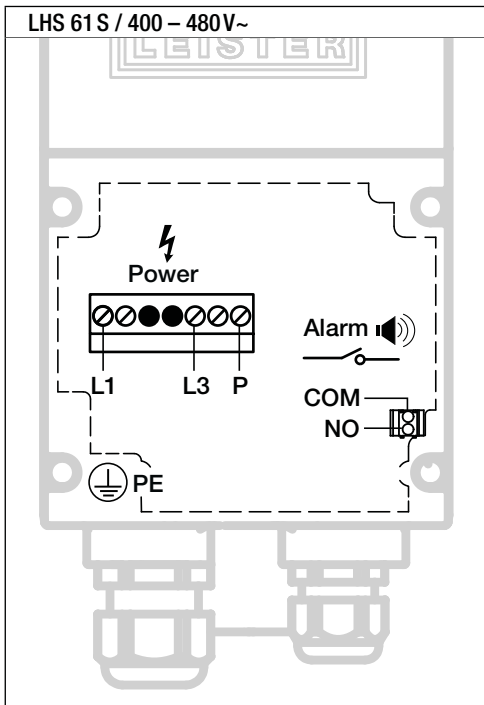 LHS 61 S / 400 – 480 V~
LEISTER
Power
Alarm
L1 L3 P
COM
NO
PE